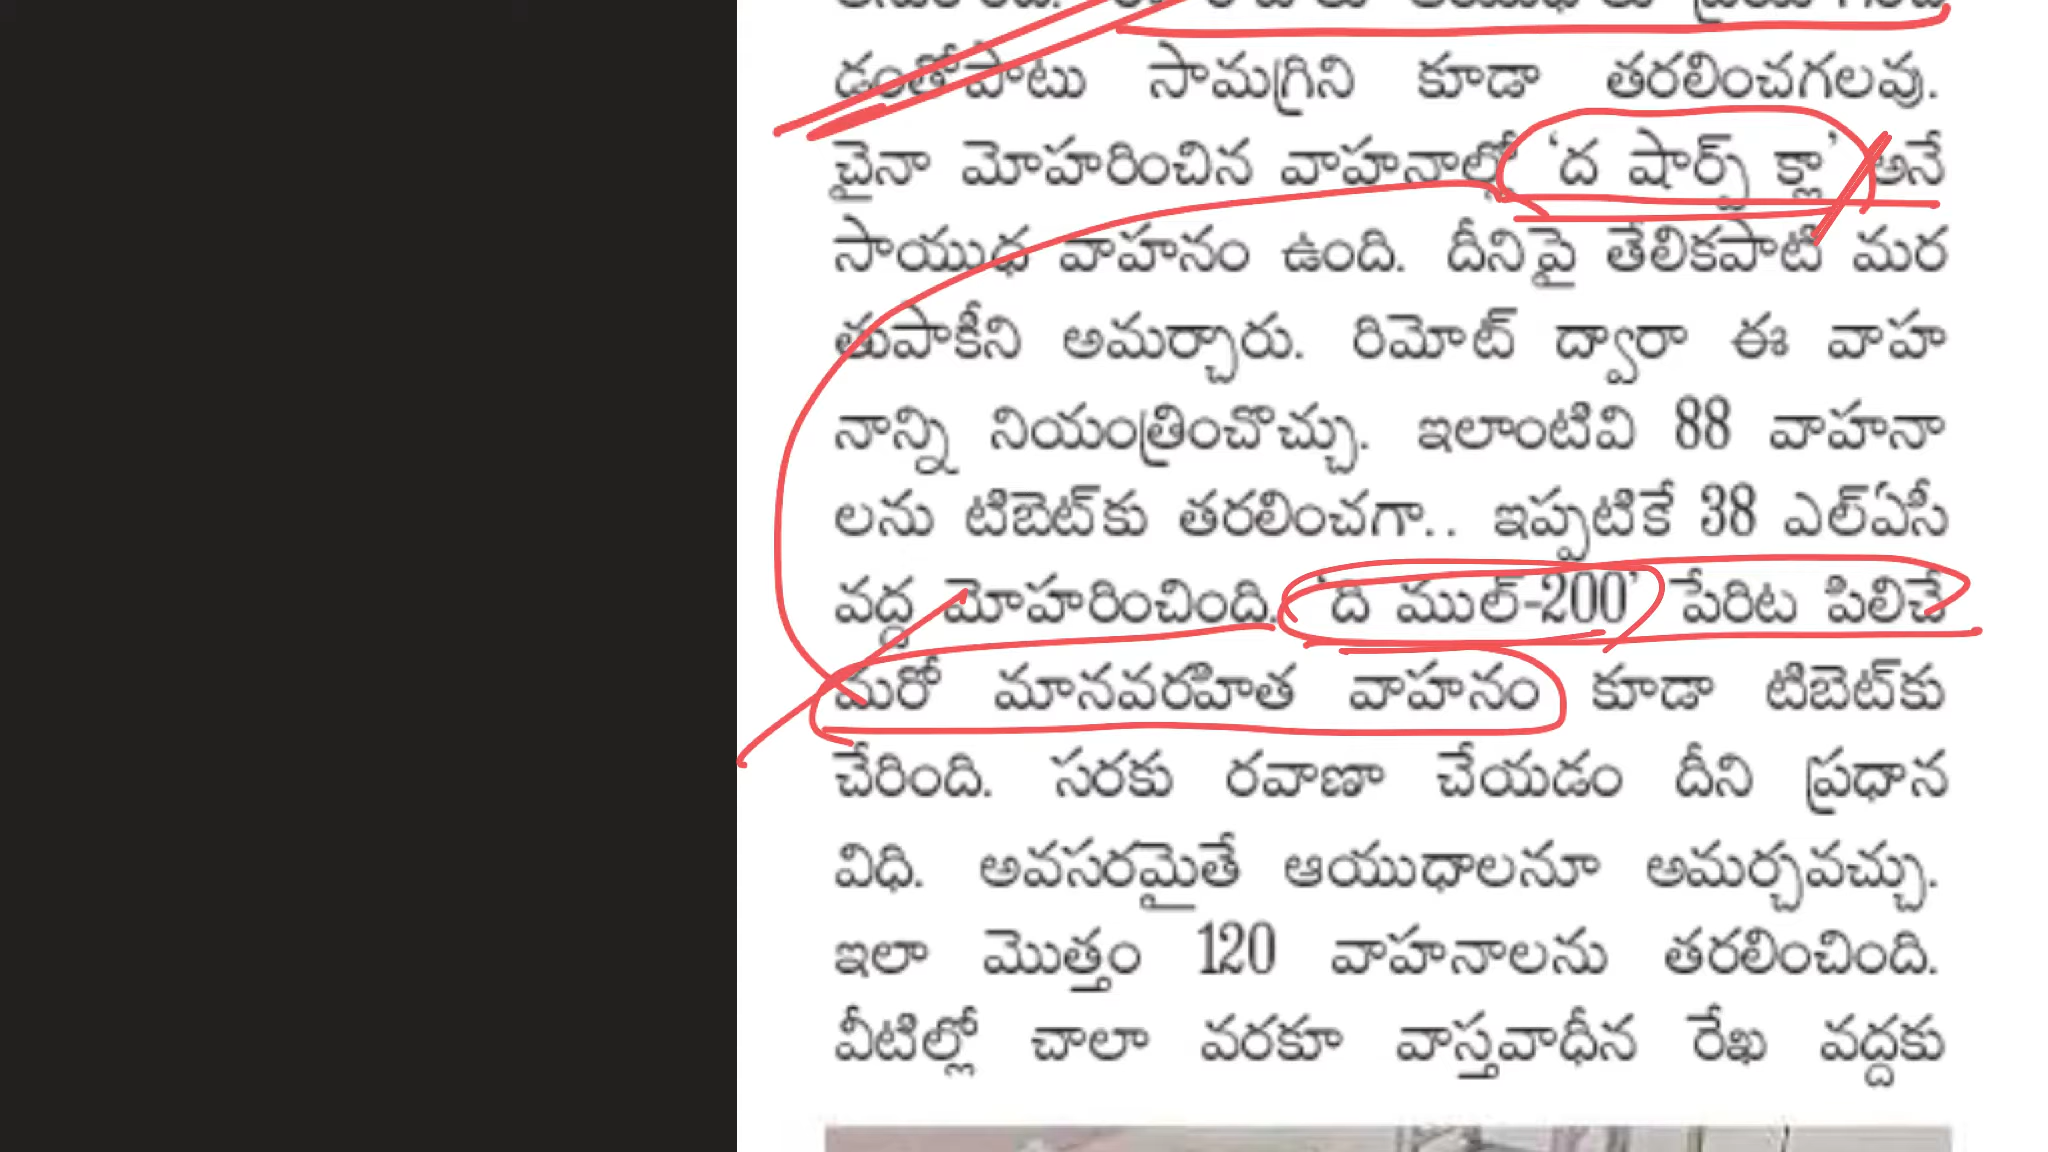 డంతోపాటు సామగ్రిని కూడా తరలించగలవు.
చైనా మోహరించిన వాహనాల్లో ‘ద షార్ప్ క్లా’ అనే
సాయుధ వాహనం ఉంది. దీనిపై తేలికపాటి మర
తుపాకీని అమర్చారు. రిమోట్ ద్వారా ఈ వాహ
నాన్ని నియంత్రించొచ్చు. ఇలాంటివి 88 వాహనా
లను టిబెట్‌కు తరలించగా.. ఇప్పటికే 38 ఎల్ఏసీ
వద్ద మోహరించింది. ‘ది ముల్-200’ పేరిట పిలిచే
మరో మానవరహిత వాహనం కూడా టిబెట్‌కు
చేరింది. సరకు రవాణా చేయడం దీని ప్రధాన
విధి. అవసరమైతే ఆయుధాలనూ అమర్చవచ్చు.
ఇలా మొత్తం 120 వాహనాలను తరలించింది.
వీటిల్లో చాలా వరకూ వాస్తవాధీన రేఖ వద్దకు